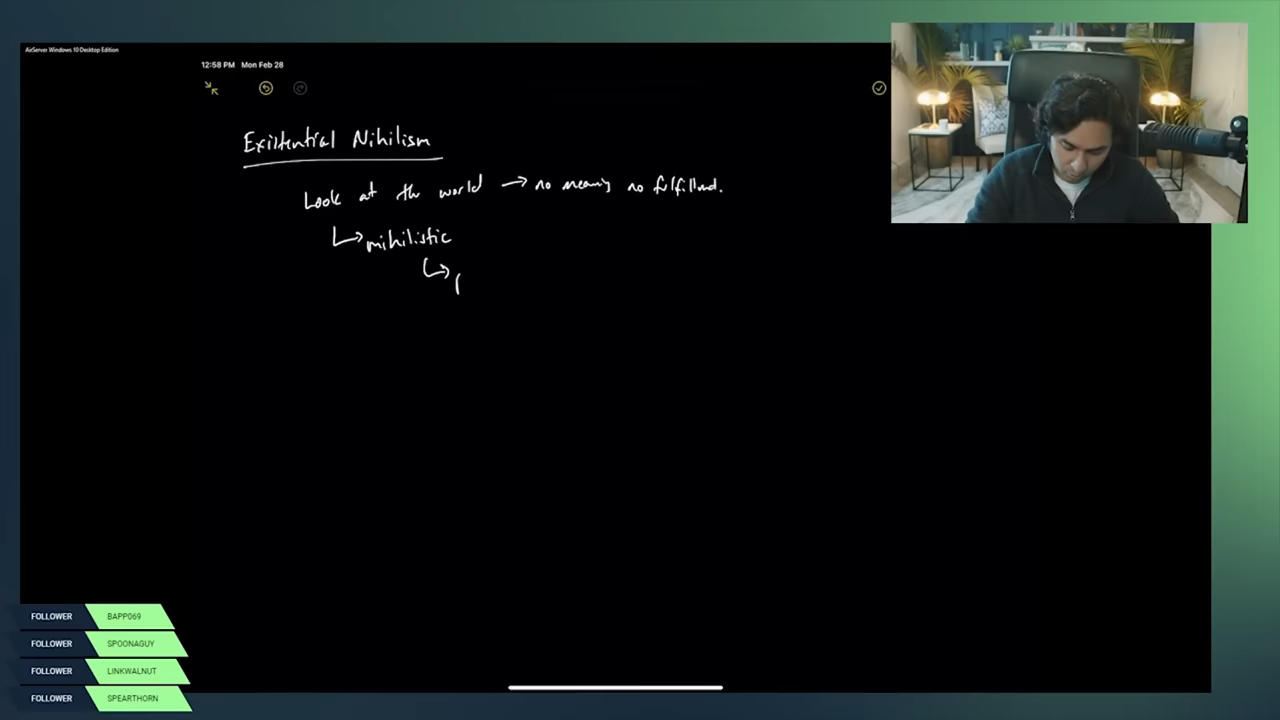 AirServer Windows 10 Desktop Edition
12:58 PM Mon Feb 28
Existential Nihilism
Look at the world → no meaning no fulfillmed.
↳ nihilistic
↳ (
FOLLOWER BAPP069
FOLLOWER SPOONAGUY
FOLLOWER LINKWALNUT
FOLLOWER SPEARTHORN